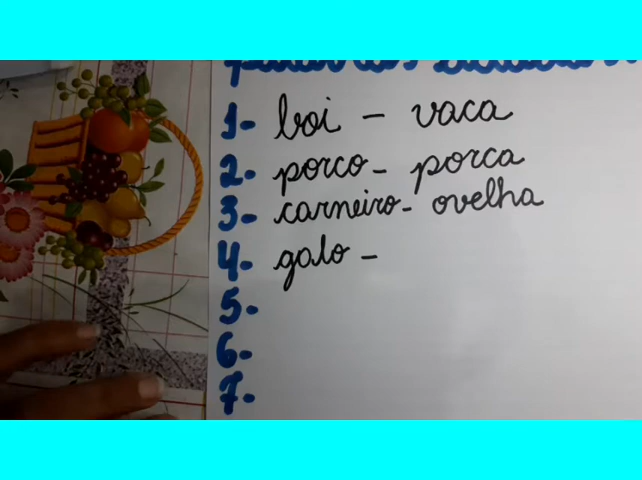 1- boi - vaca
2- porco - porca
3- carneiro - ovelha
4- galo -
5-
6-
7-